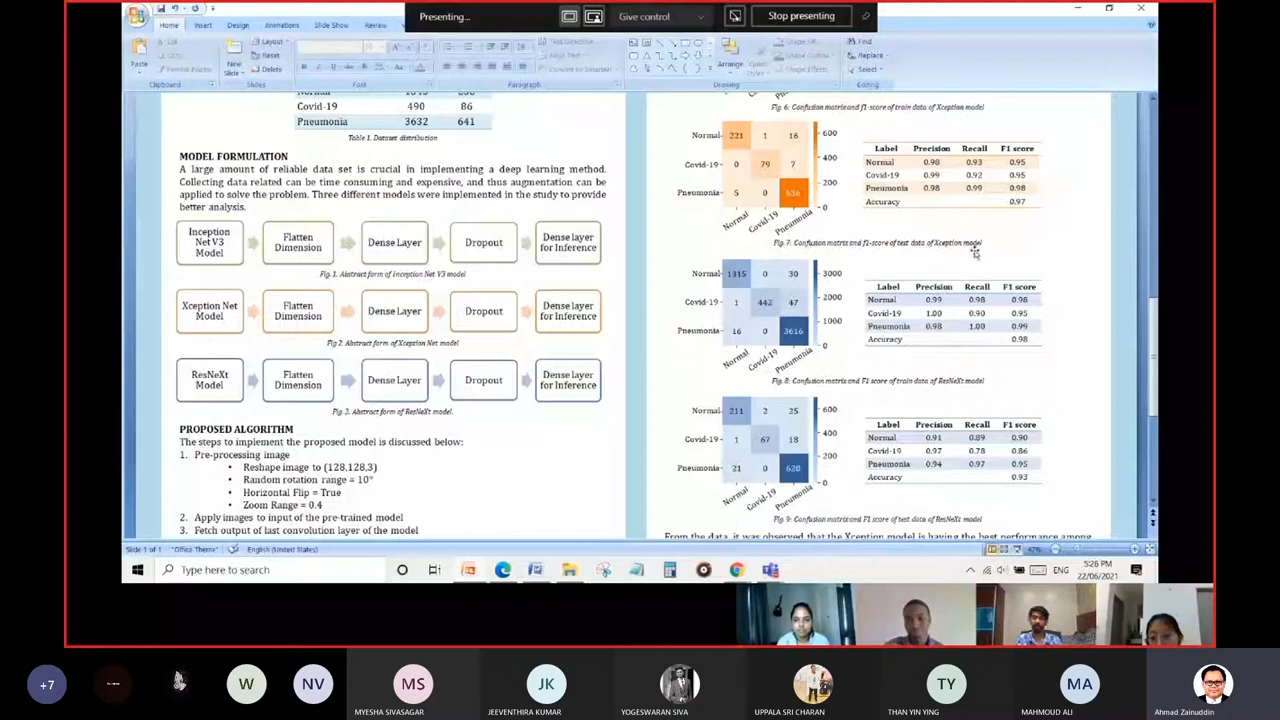 Presenting...
Give control
Stop presenting
Home
Insert
Design
Animations
Slide Show
Review
Paste
New
Slide
Layout
Reset
Delete
Arrange
Find
Replace
Select
Clipboard
Slides
Font
Paragraph
Drawing
Editing
Covid-19 490 86
Pneumonia 3632 641
Table 1. Dataset distribution
MODEL FORMULATION
A large amount of reliable data set is crucial in implementing a deep learning method.
Collecting data related can be time consuming and expensive, and thus augmentation can be
applied to solve the problem. Three different models were implemented in the study to provide
better analysis.
Inception
Net V3
Model
Flatten
Dimension
Dense Layer
Dropout
Dense layer
for Inference
Fig. 1. Abstract form of Inception Net V3 model
Xception Net
Model
Flatten
Dimension
Dense Layer
Dropout
Dense layer
for Inference
Fig 2. Abstract form of Xception Net model
ResNeXt
Model
Flatten
Dimension
Dense Layer
Dropout
Dense layer
for Inference
Fig. 3. Abstract form of ResNeXt model.
PROPOSED ALGORITHM
The steps to implement the proposed model is discussed below:
1. Pre-processing image
• Reshape image to (128,128,3)
• Random rotation range = 10°
• Horizontal Flip = True
• Zoom Range = 0.4
2. Apply images to input of the pre-trained model
3. Fetch output of last convolution layer of the model
Fig. 6: Confusion matrix and f1-score of train data of Xception model
Normal 221 1 16
Covid-19 0 79 7
Pneumonia 5 0 636
Normal Covid-19 Pneumonia
600
400
200
0
Label Precision Recall F1 score
Normal 0.98 0.93 0.95
Covid-19 0.99 0.92 0.95
Pneumonia 0.98 0.99 0.98
Accuracy 0.97
Fig. 7: Confusion matrix and f1-score of test data of Xception model
Normal 1315 0 30
Covid-19 1 442 47
Pneumonia 16 0 3616
Normal Covid-19 Pneumonia
3000
2000
1000
0
Label Precision Recall F1 score
Normal 0.99 0.98 0.98
Covid-19 1.00 0.90 0.95
Pneumonia 0.98 1.00 0.99
Accuracy 0.98
Fig. 8: Confusion matrix and F1 score of train data of ResNeXt model
Normal 211 2 25
Covid-19 1 67 18
Pneumonia 21 0 620
Normal Covid-19 Pneumonia
600
400
200
0
Label Precision Recall F1 score
Normal 0.91 0.89 0.90
Covid-19 0.97 0.78 0.86
Pneumonia 0.94 0.97 0.95
Accuracy 0.93
Fig. 9: Confusion matrix and F1 score of test data of ResNeXt model
From the data, it was observed that the Xception model is having the best performance among
Slide 1 of 1
"Office Theme"
English (United States)
47%
Type here to search
ENG
5:26 PM
22/06/2021
+7
W
NV
MS
MYESHA SIVASAGAR
JK
JEEVENTHIRA KUMAR
YOGESWARAN SIVA
UPPALA SRI CHARAN
TY
THAN YIN YING
MA
MAHMOUD ALI
Ahmad Zainuddin